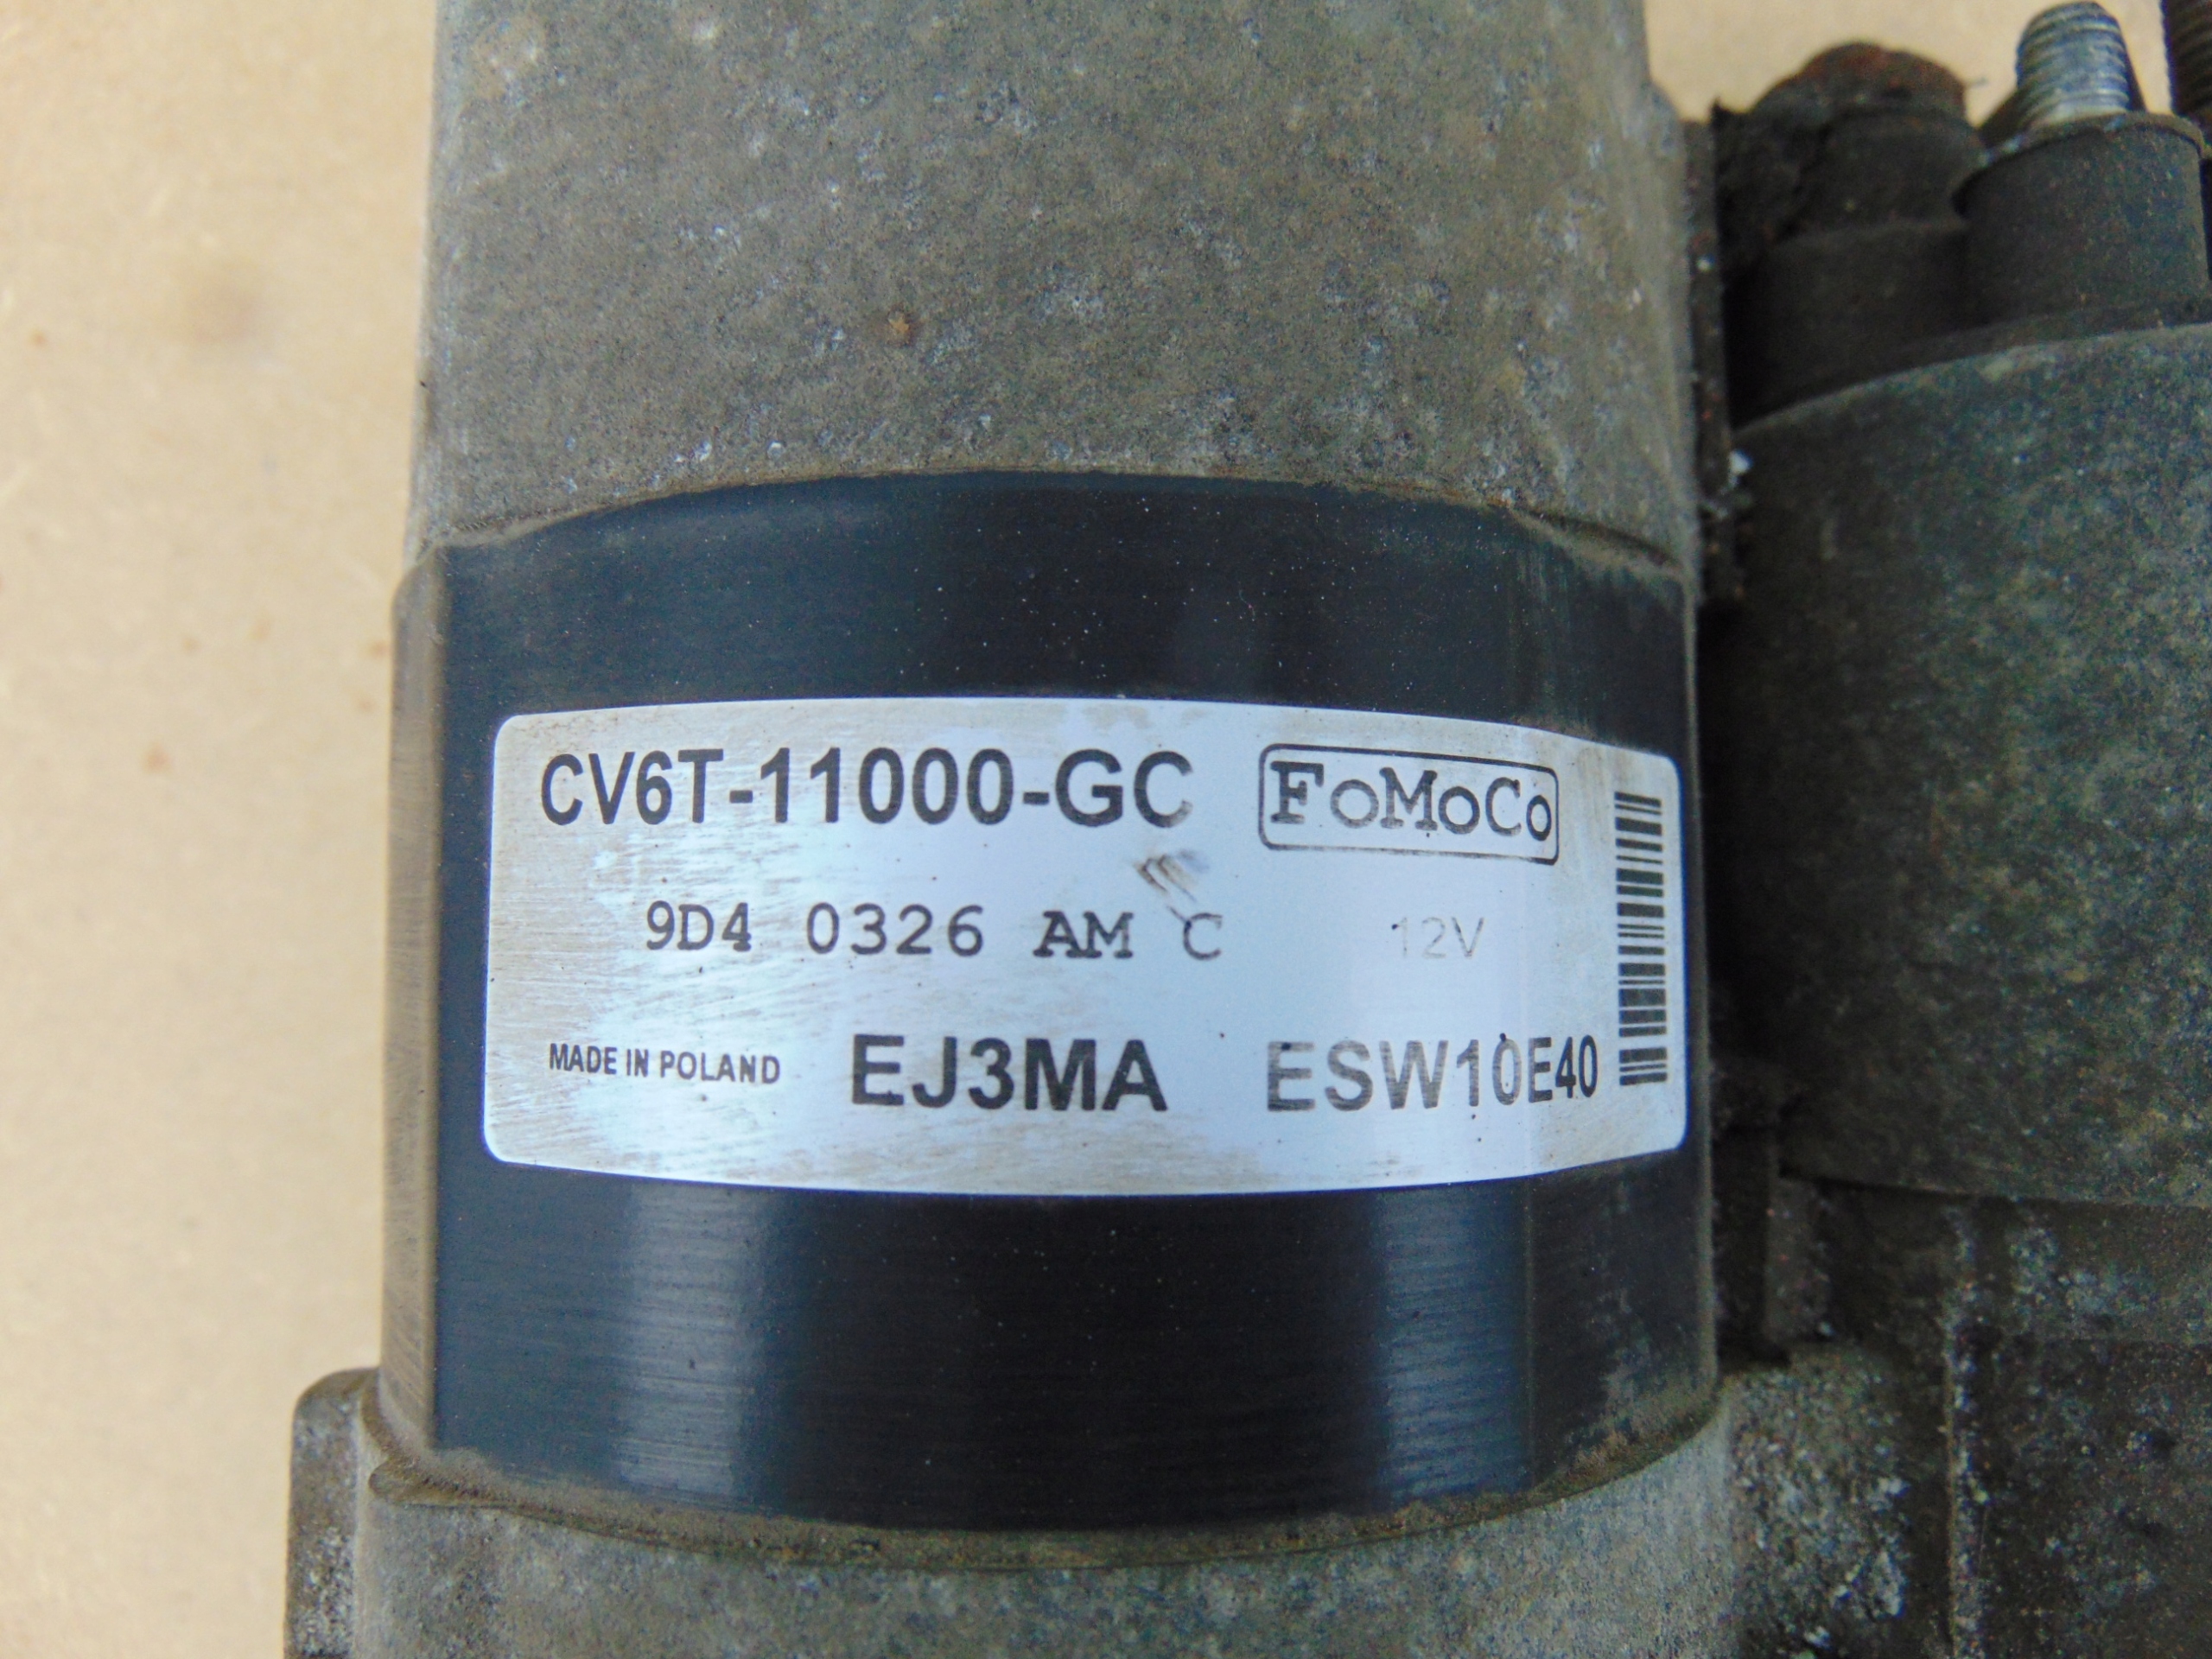 CV6T-11000-GC FoMoCo
9D4 0326 AM C 12V
MADE IN POLAND EJ3MA ESW10E40